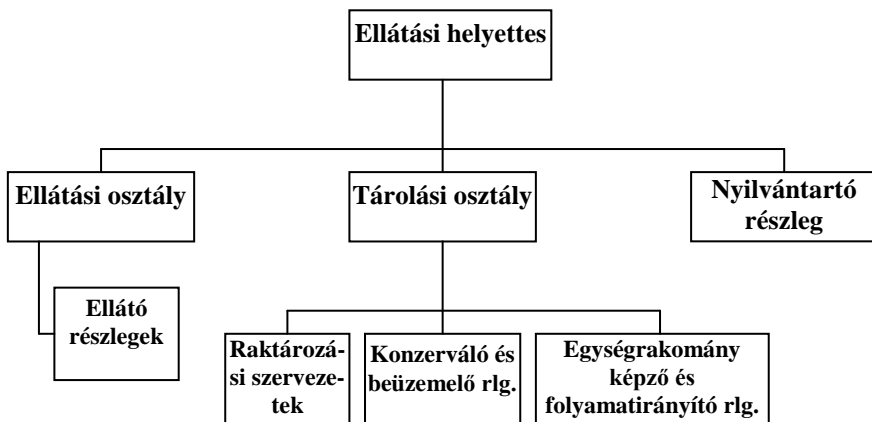 Ellátási helyettes
Ellátási osztály
Tárolási osztály
Nyilvántartó
részleg
Ellátó
részlegek
Raktározá-
si szerveze-
tek
Konzerváló és
beüzemelő rlg.
Egységrakomány
képző és
folyamatirányító rlg.